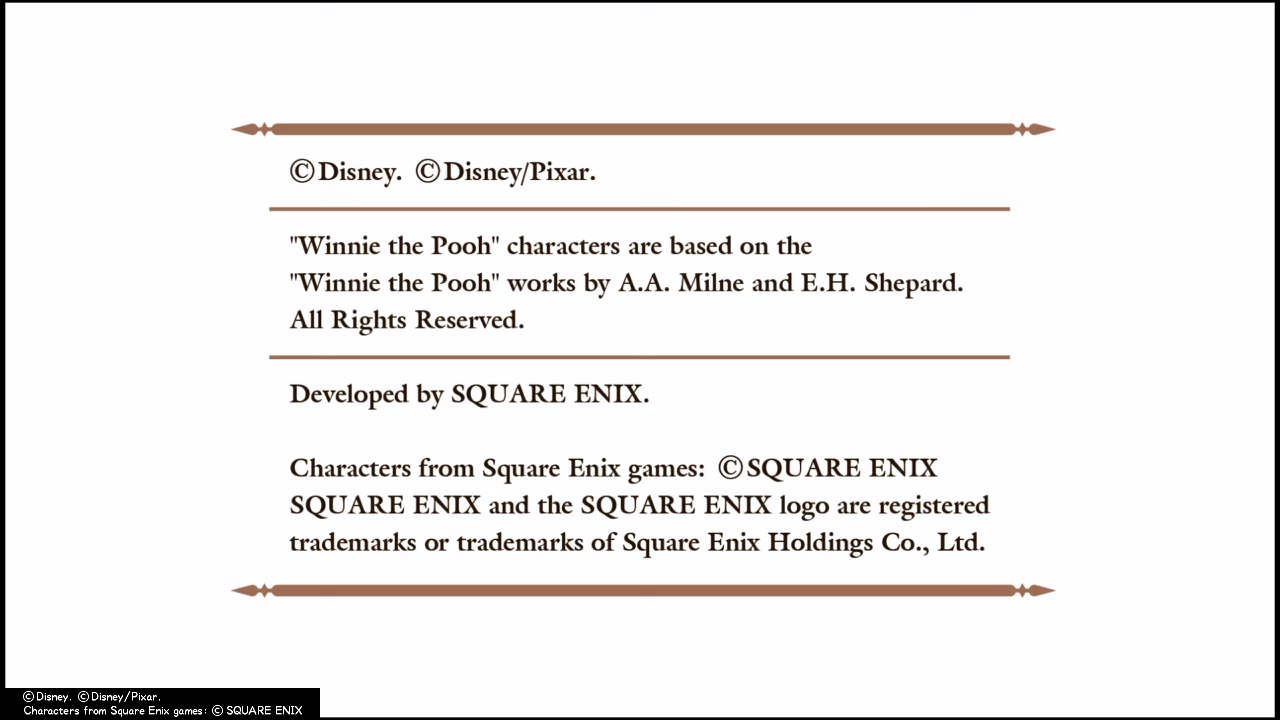 ©Disney. ©Disney/Pixar.
"Winnie the Pooh" characters are based on the
"Winnie the Pooh" works by A.A. Milne and E.H. Shepard.
All Rights Reserved.
Developed by SQUARE ENIX.
Characters from Square Enix games: ©SQUARE ENIX
SQUARE ENIX and the SQUARE ENIX logo are registered
trademarks or trademarks of Square Enix Holdings Co., Ltd.
©Disney. ©Disney/Pixar.
Characters from Square Enix games: © SQUARE ENIX